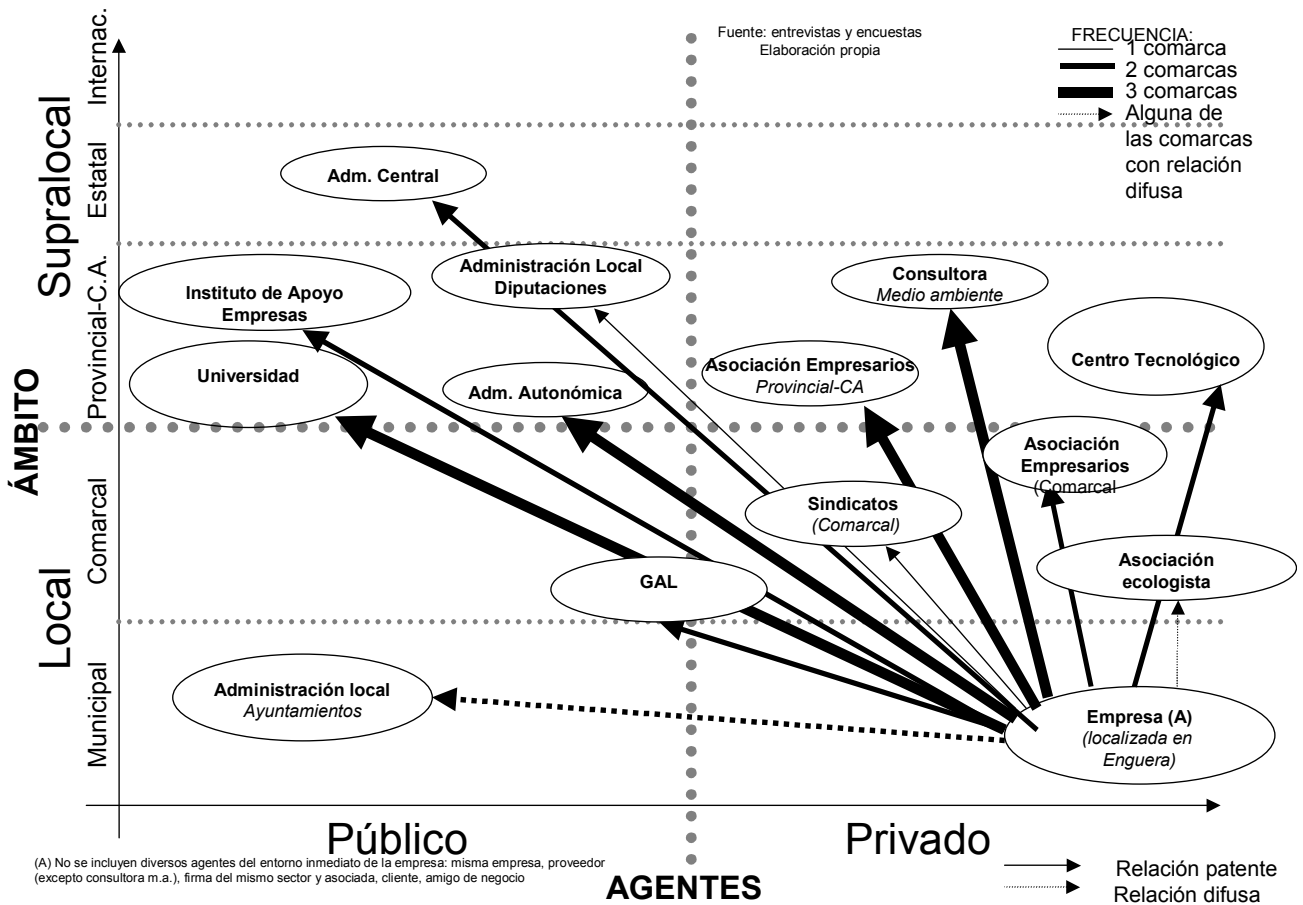 Fuente: entrevistas y encuestas
Elaboración propia
FRECUENCIA:
1 comarca
2 comarcas
3 comarcas
Alguna de
las comarcas
con relación
difusa
ÁMBITO
Supralocal
Local
Internac.
Estatal
Provincial-C.A.
Comarcal
Municipal
Adm. Central
Administración Local
Diputaciones
Instituto de Apoyo
Empresas
Universidad
Adm. Autonómica
Consultora
Medio ambiente
Asociación Empresarios
Provincial-CA
Centro Tecnológico
Asociación
Empresarios
(Comarcal
Sindicatos
(Comarcal)
Asociación
ecologista
GAL
Administración local
Ayuntamientos
Empresa (A)
(localizada en
Enguera)
Público
Privado
AGENTES
(A) No se incluyen diversos agentes del entorno inmediato de la empresa: misma empresa, proveedor
(excepto consultora m.a.), firma del mismo sector y asociada, cliente, amigo de negocio
Relación patente
Relación difusa